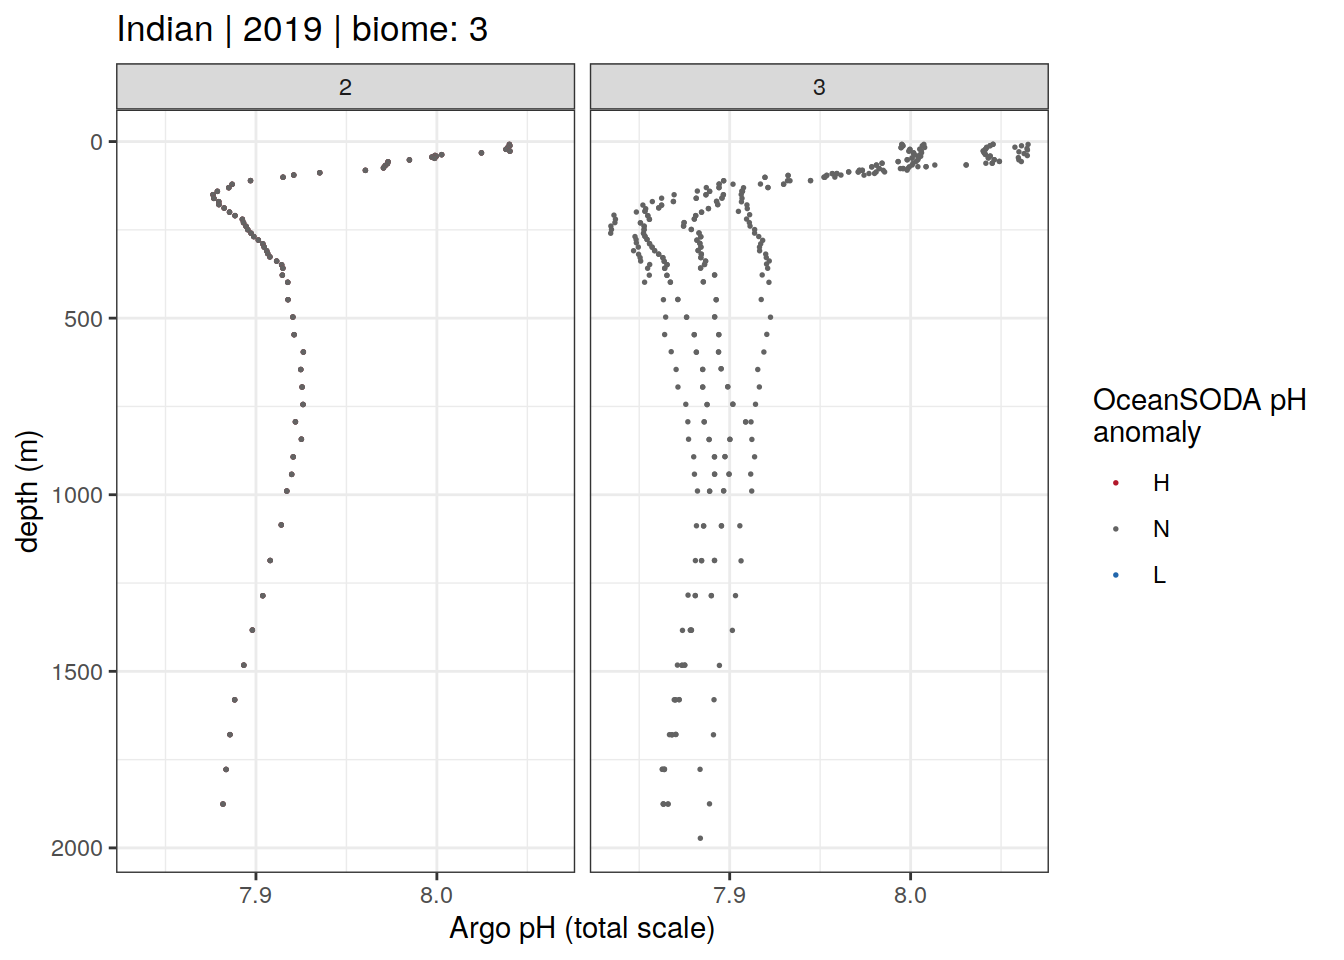 Indian | 2019 | biome: 3
2
3
0
500
1000
1500
2000
depth (m)
7.9
8.0
7.9
8.0
Argo pH (total scale)
OceanSODA pH
anomaly
H
N
L